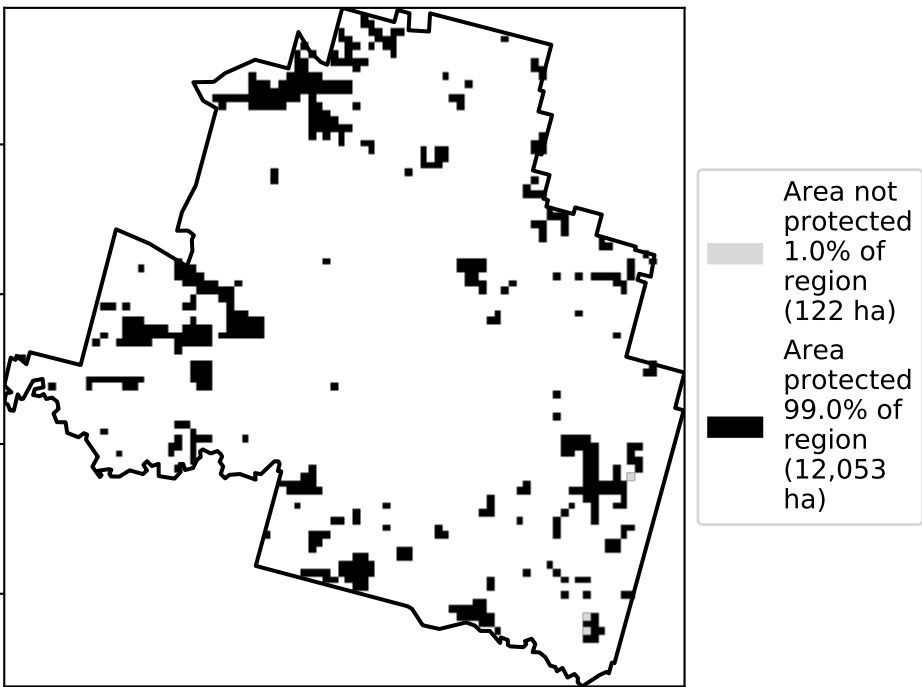 Area not
protected
1.0% of
region
(122 ha)
Area
protected
99.0% of
region
(12,053
ha)